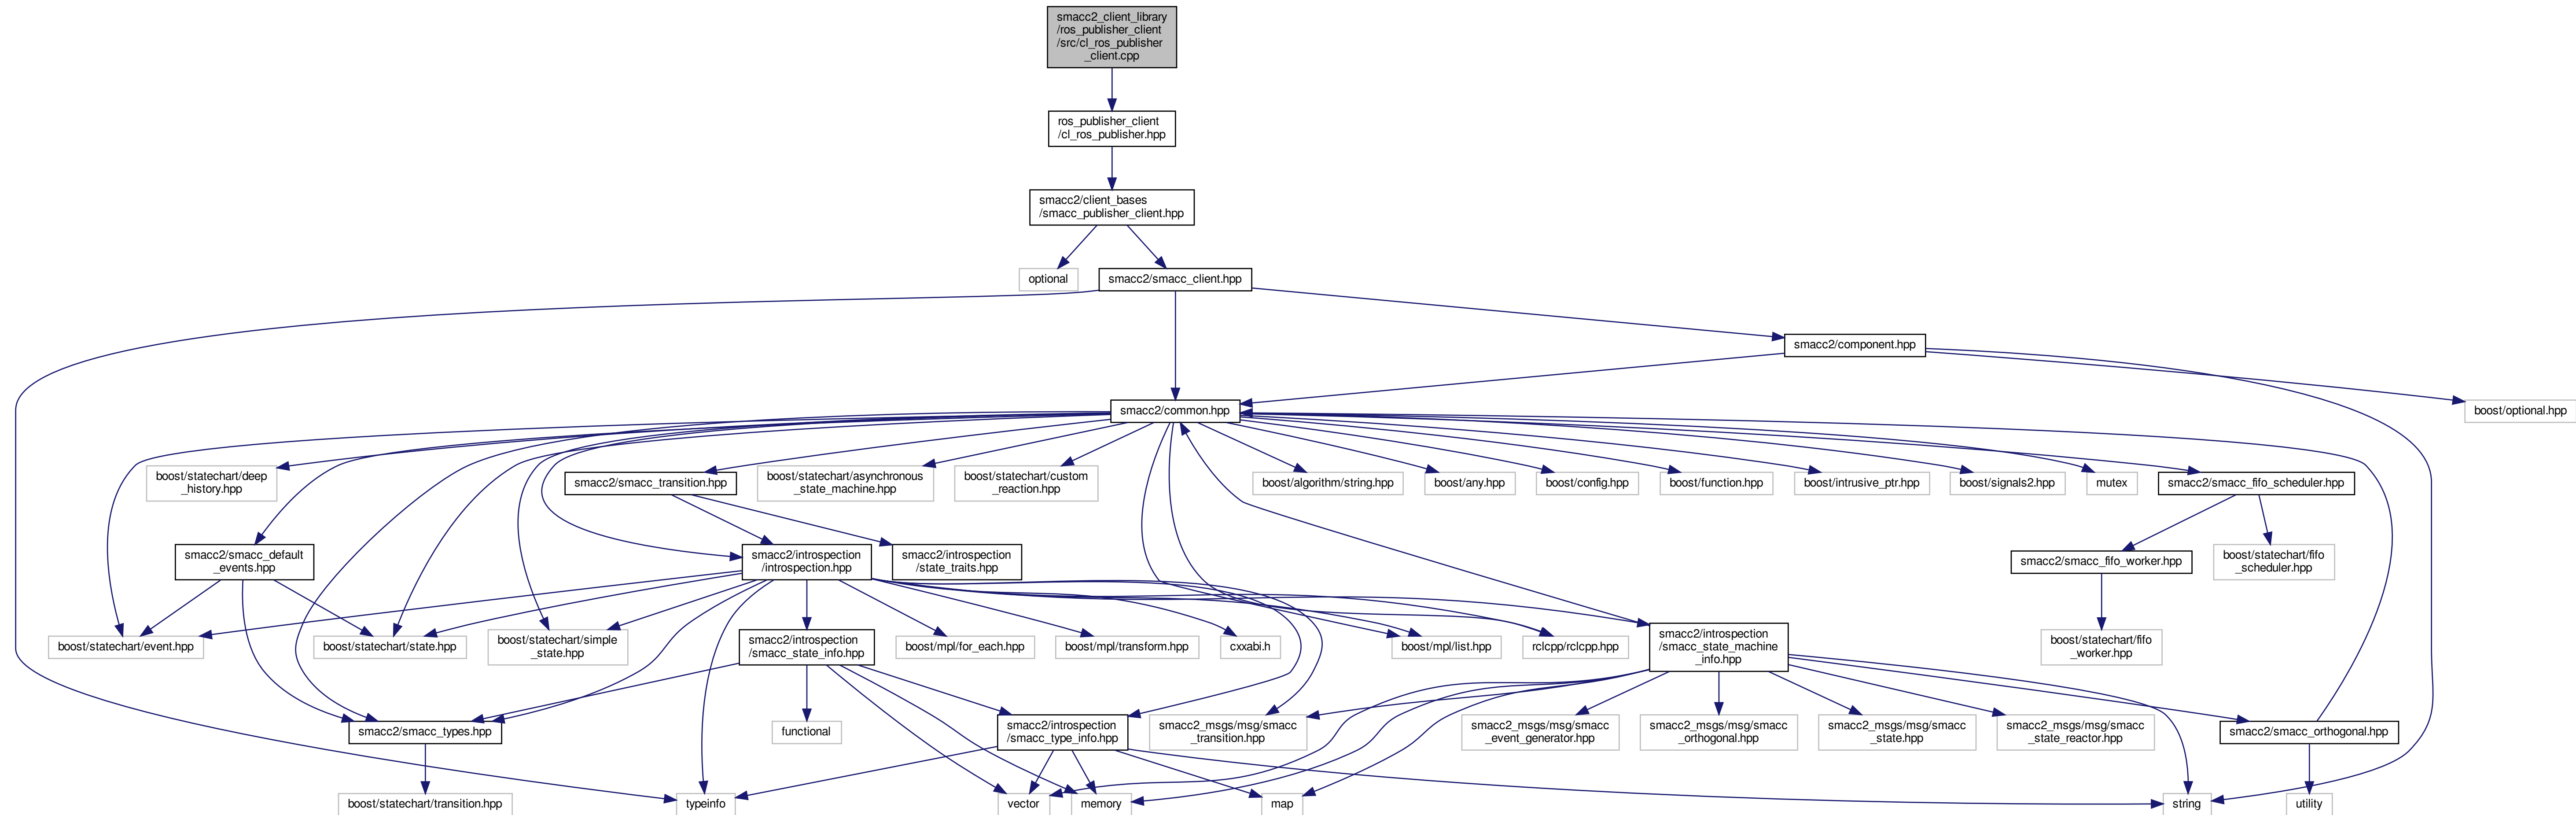 smacc2_client_library
/ros_publisher_client
/src/cl_ros_publisher
_client.cpp
ros_publisher_client
/cl_ros_publisher.hpp
smacc2/client_bases
/smacc_publisher_client.hpp
optional
smacc2/smacc_client.hpp
smacc2/component.hpp
smacc2/common.hpp
boost/optional.hpp
boost/statechart/deep
_history.hpp
smacc2/smacc_transition.hpp
boost/statechart/asynchronous
_state_machine.hpp
boost/statechart/custom
_reaction.hpp
boost/algorithm/string.hpp
boost/any.hpp
boost/config.hpp
boost/function.hpp
boost/intrusive_ptr.hpp
boost/signals2.hpp
mutex
smacc2/smacc_fifo_scheduler.hpp
smacc2/smacc_default
_events.hpp
smacc2/introspection
/introspection.hpp
smacc2/introspection
/state_traits.hpp
smacc2/smacc_fifo_worker.hpp
boost/statechart/fifo
_scheduler.hpp
boost/statechart/event.hpp
boost/statechart/state.hpp
boost/statechart/simple
_state.hpp
smacc2/introspection
/smacc_state_info.hpp
boost/mpl/for_each.hpp
boost/mpl/transform.hpp
cxxabi.h
boost/mpl/list.hpp
rclcpp/rclcpp.hpp
smacc2/introspection
/smacc_state_machine
_info.hpp
boost/statechart/fifo
_worker.hpp
smacc2/smacc_types.hpp
functional
smacc2/introspection
/smacc_type_info.hpp
smacc2_msgs/msg/smacc
_transition.hpp
smacc2_msgs/msg/smacc
_event_generator.hpp
smacc2_msgs/msg/smacc
_orthogonal.hpp
smacc2_msgs/msg/smacc
_state.hpp
smacc2_msgs/msg/smacc
_state_reactor.hpp
smacc2/smacc_orthogonal.hpp
boost/statechart/transition.hpp
typeinfo
vector
memory
map
string
utility